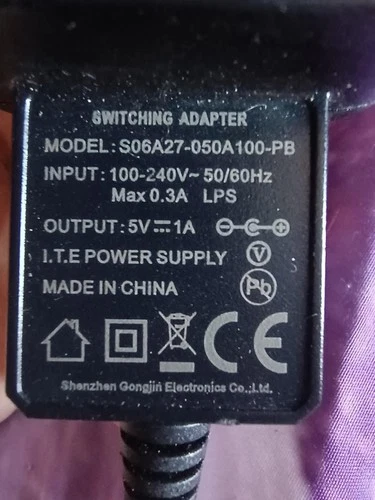 SWITCHING ADAPTER
MODEL: S06A27-050A100-PB
INPUT: 100-240V~ 50/60Hz
Max 0.3A LPS
OUTPUT: 5V⎓1A
I.T.E POWER SUPPLY V
MADE IN CHINA Pb
CE
Shenzhen Gongjin Electronics Co.,Ltd.